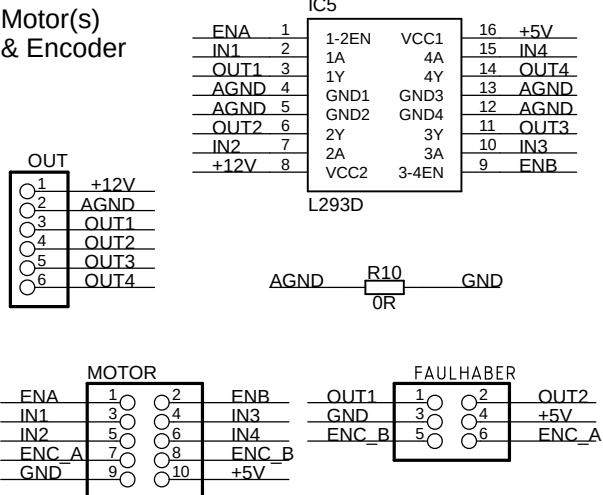 Motor(s)
& Encoder
IC5
ENA 1 1-2EN VCC1 16 +5V
IN1 2 1A 4A 15 IN4
OUT1 3 1Y 4Y 14 OUT4
AGND 4 GND1 GND3 13 AGND
AGND 5 GND2 GND4 12 AGND
OUT2 6 2Y 3Y 11 OUT3
IN2 7 2A 3A 10 IN3
+12V 8 VCC2 3-4EN 9 ENB
L293D
OUT
1 +12V
2 AGND
3 OUT1
4 OUT2
5 OUT3
6 OUT4
AGND R10 GND
0R
MOTOR
ENA 1 2 ENB
IN1 3 4 IN3
IN2 5 6 IN4
ENC_A 7 8 ENC_B
GND 9 10 +5V
FAULHABER
OUT1 1 2 OUT2
GND 3 4 +5V
ENC_B 5 6 ENC_A